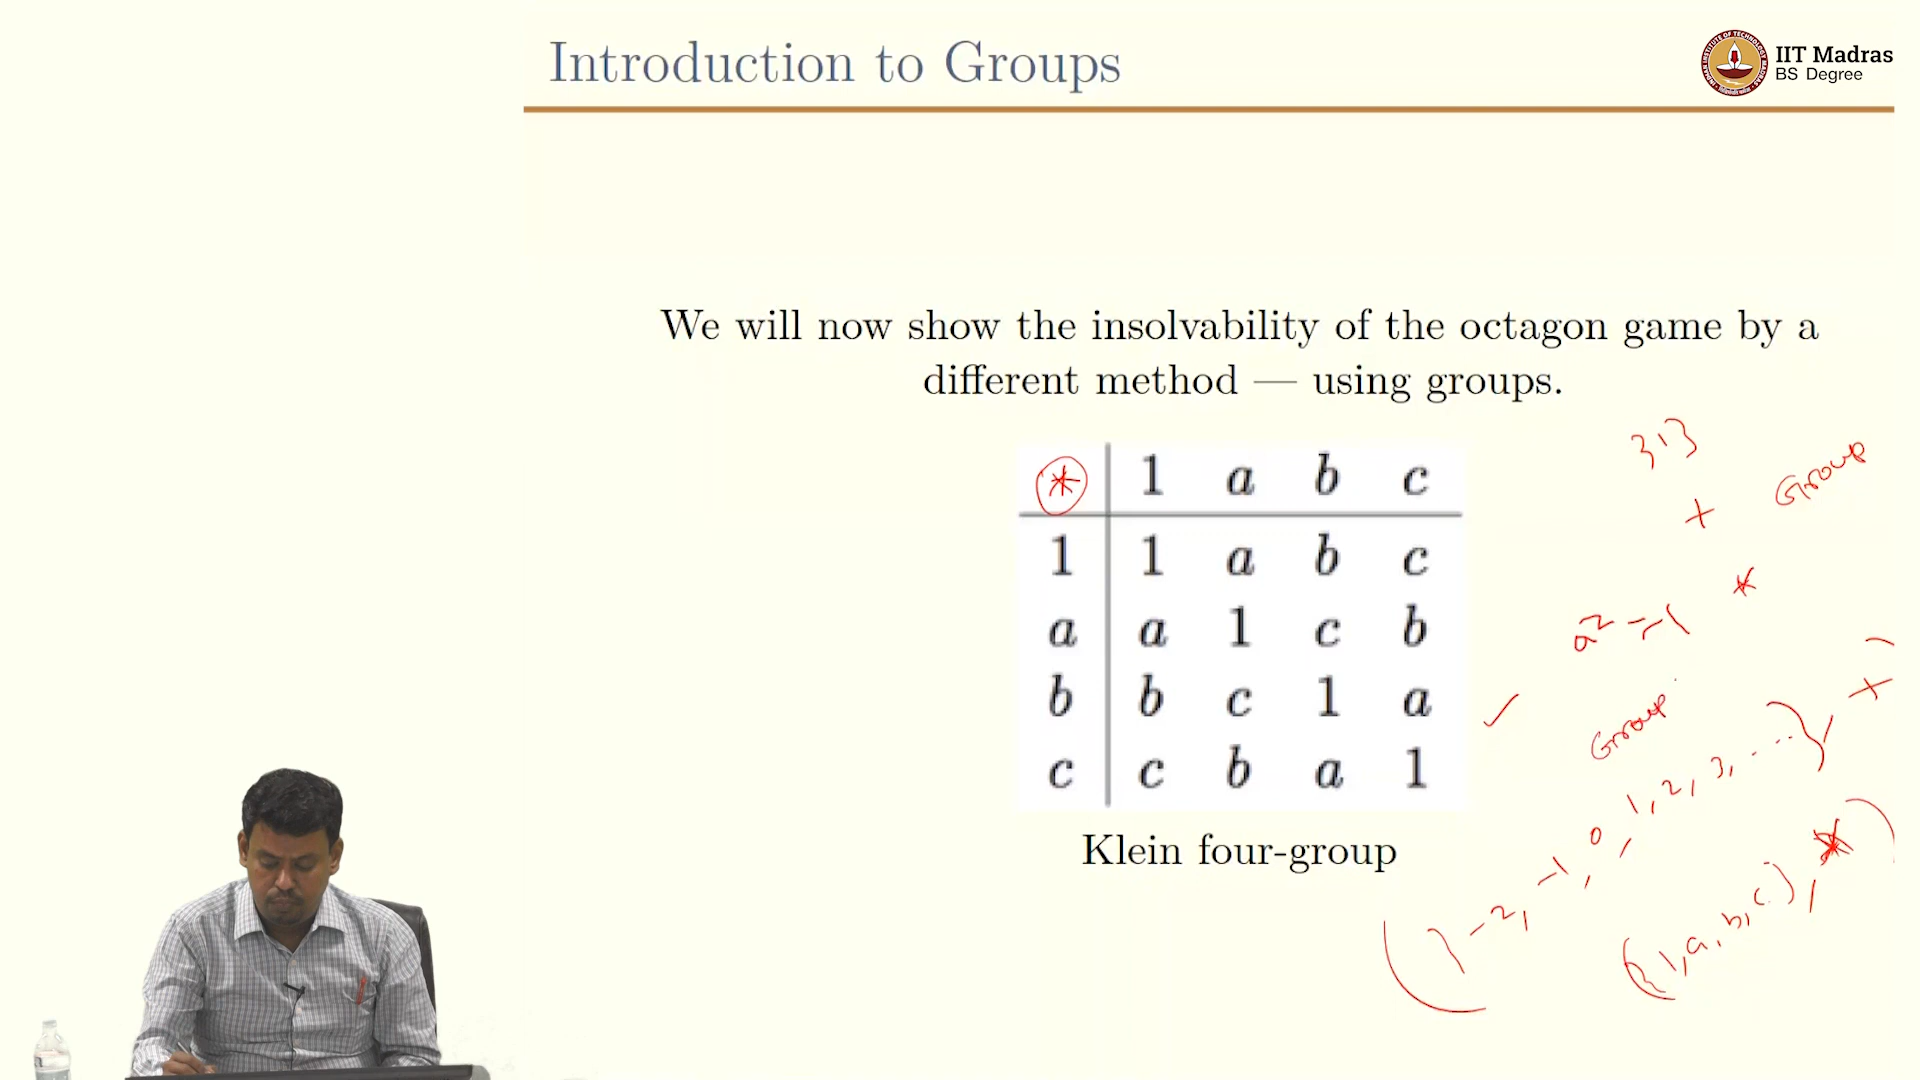 Introduction to Groups
IIT Madras
BS Degree
We will now show the insolvability of the octagon game by a
different method — using groups.
* 1 a b c
1 1 a b c
a a 1 c b
b b c 1 a
c c b a 1
Klein four-group
+ Group
*
Group
-2, -1, 0, 1, 2, 3, ...}, +)
({1, a, b, c}, *)